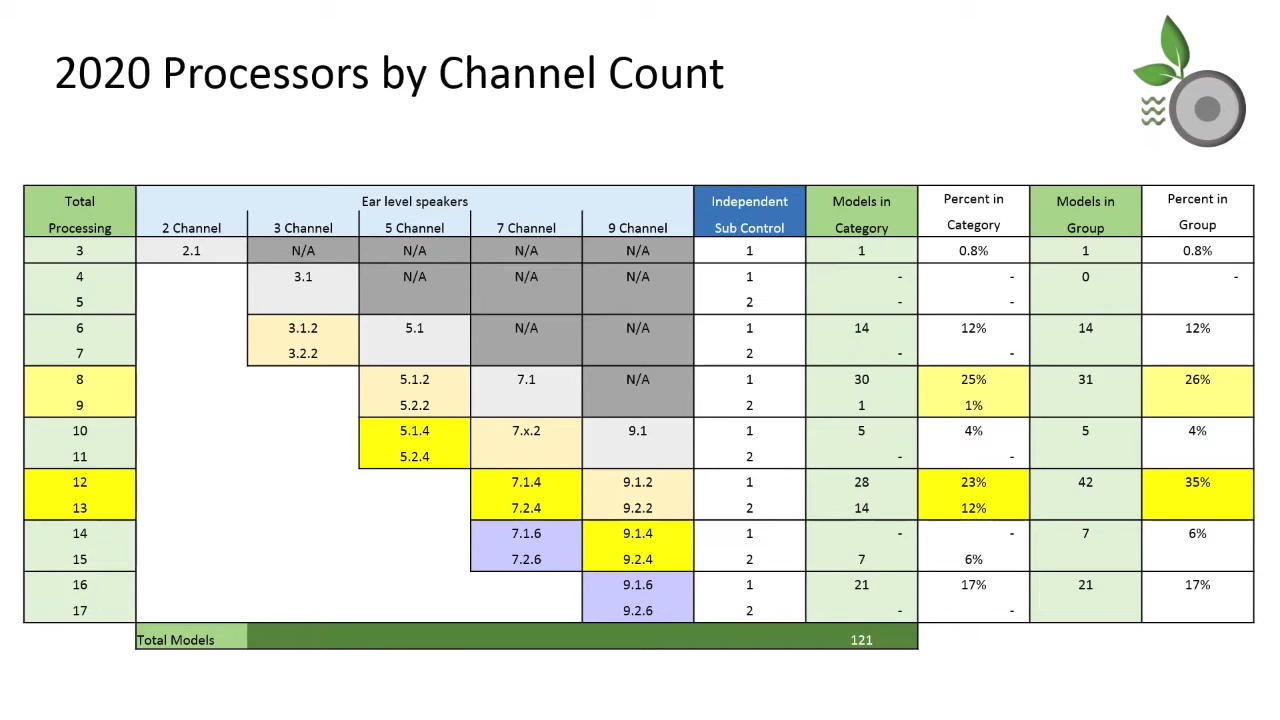 2020 Processors by Channel Count
Total Processing Ear level speakers Independent Sub Control Models in Category Percent in Category Models in Group Percent in Group
2 Channel 3 Channel 5 Channel 7 Channel 9 Channel
3 2.1 N/A N/A N/A N/A 1 1 0.8% 1 0.8%
4 3.1 N/A N/A N/A 1 - - 0 -
5 2 - -
6 3.1.2 5.1 N/A N/A 1 14 12% 14 12%
7 3.2.2 2 - -
8 5.1.2 7.1 N/A 1 30 25% 31 26%
9 5.2.2 2 1 1%
10 5.1.4 7.x.2 9.1 1 5 4% 5 4%
11 5.2.4 2 - -
12 7.1.4 9.1.2 1 28 23% 42 35%
13 7.2.4 9.2.2 2 14 12%
14 7.1.6 9.1.4 1 - - 7 6%
15 7.2.6 9.2.4 2 7 6%
16 9.1.6 1 21 17% 21 17%
17 9.2.6 2 - -
Total Models 121